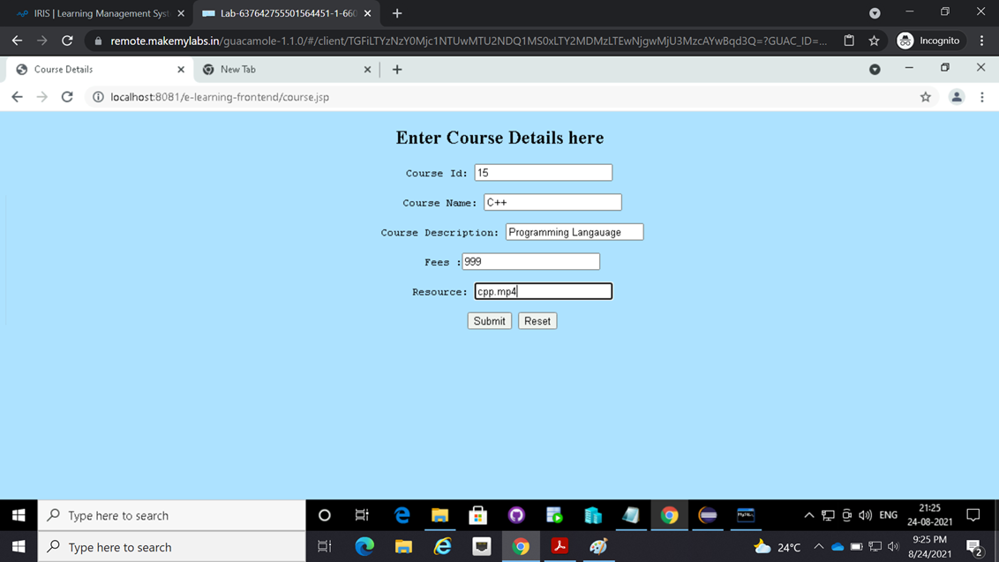 IRIS | Learning Management Syst
Lab-637642755501564451-1-660
remote.makemylabs.in/guacamole-1.1.0/#/client/TGFiLTYzNzY0Mjc1NTUwMTU2NDQ1MS0xLTY2MDMzLTEwNjgwMjU3MzcAYwBqd3Q=?GUAC_ID=...
Incognito
Course Details
New Tab
localhost:8081/e-learning-frontend/course.jsp
Enter Course Details here
Course Id: 15
Course Name: C++
Course Description: Programming Langauage
Fees :999
Resource: cpp.mp4
Submit Reset
Type here to search
ENG
21:25
24-08-2021
Type here to search
24°C
9:25 PM
8/24/2021
2